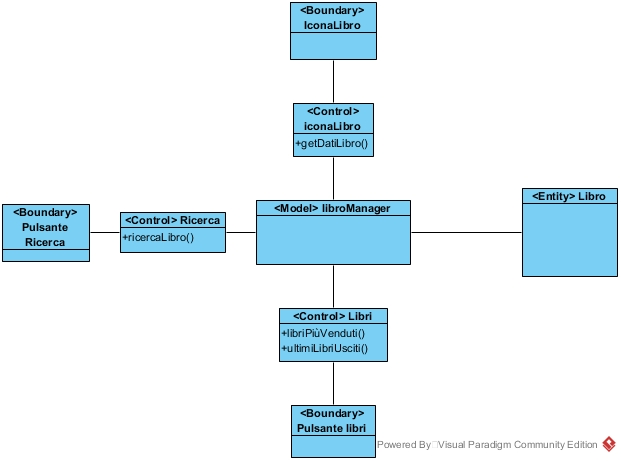 <Boundary>
IconaLibro
<Control>
iconaLibro
+getDatiLibro()
<Boundary>
Pulsante
Ricerca
<Control> Ricerca
+ricercaLibro()
<Model> libroManager
<Entity> Libro
<Control> Libri
+libriPiùVenduti()
+ultimiLibriUsciti()
<Boundary>
Pulsante libri
Powered By Visual Paradigm Community Edition